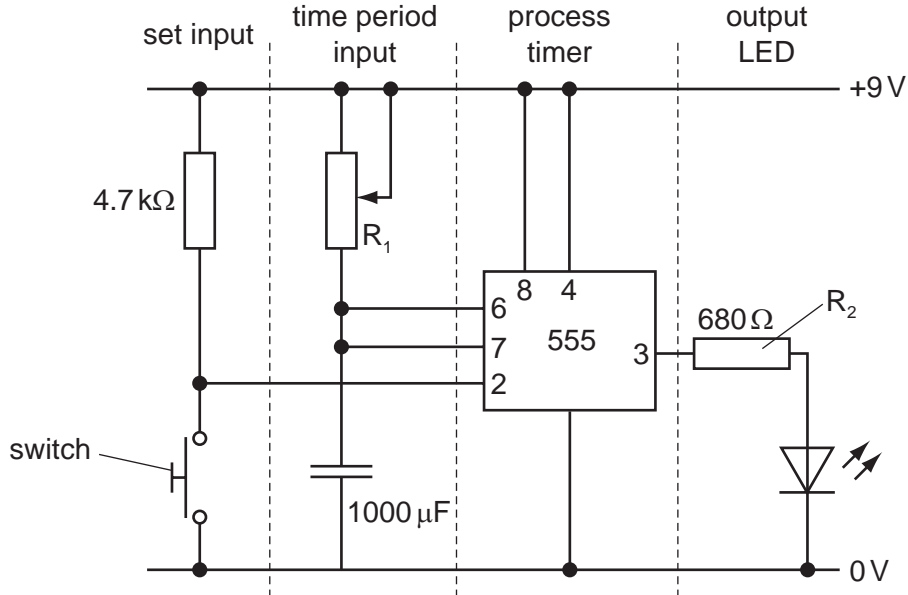 set input
time period
input
process
timer
output
LED
+9 V
4.7 kΩ
R1
8
4
6
7
2
555
3
680 Ω
R2
switch
1000 μF
0 V